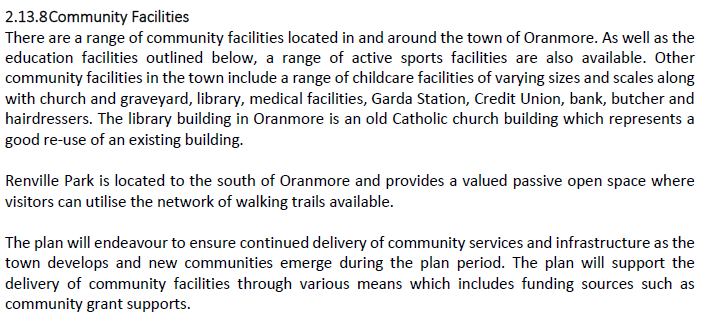 2.13.8Community Facilities
There are a range of community facilities located in and around the town of Oranmore. As well as the
education facilities outlined below, a range of active sports facilities are also available. Other
community facilities in the town include a range of childcare facilities of varying sizes and scales along
with church and graveyard, library, medical facilities, Garda Station, Credit Union, bank, butcher and
hairdressers. The library building in Oranmore is an old Catholic church building which represents a
good re-use of an existing building.
Renville Park is located to the south of Oranmore and provides a valued passive open space where
visitors can utilise the network of walking trails available.
The plan will endeavour to ensure continued delivery of community services and infrastructure as the
town develops and new communities emerge during the plan period. The plan will support the
delivery of community facilities through various means which includes funding sources such as
community grant supports.